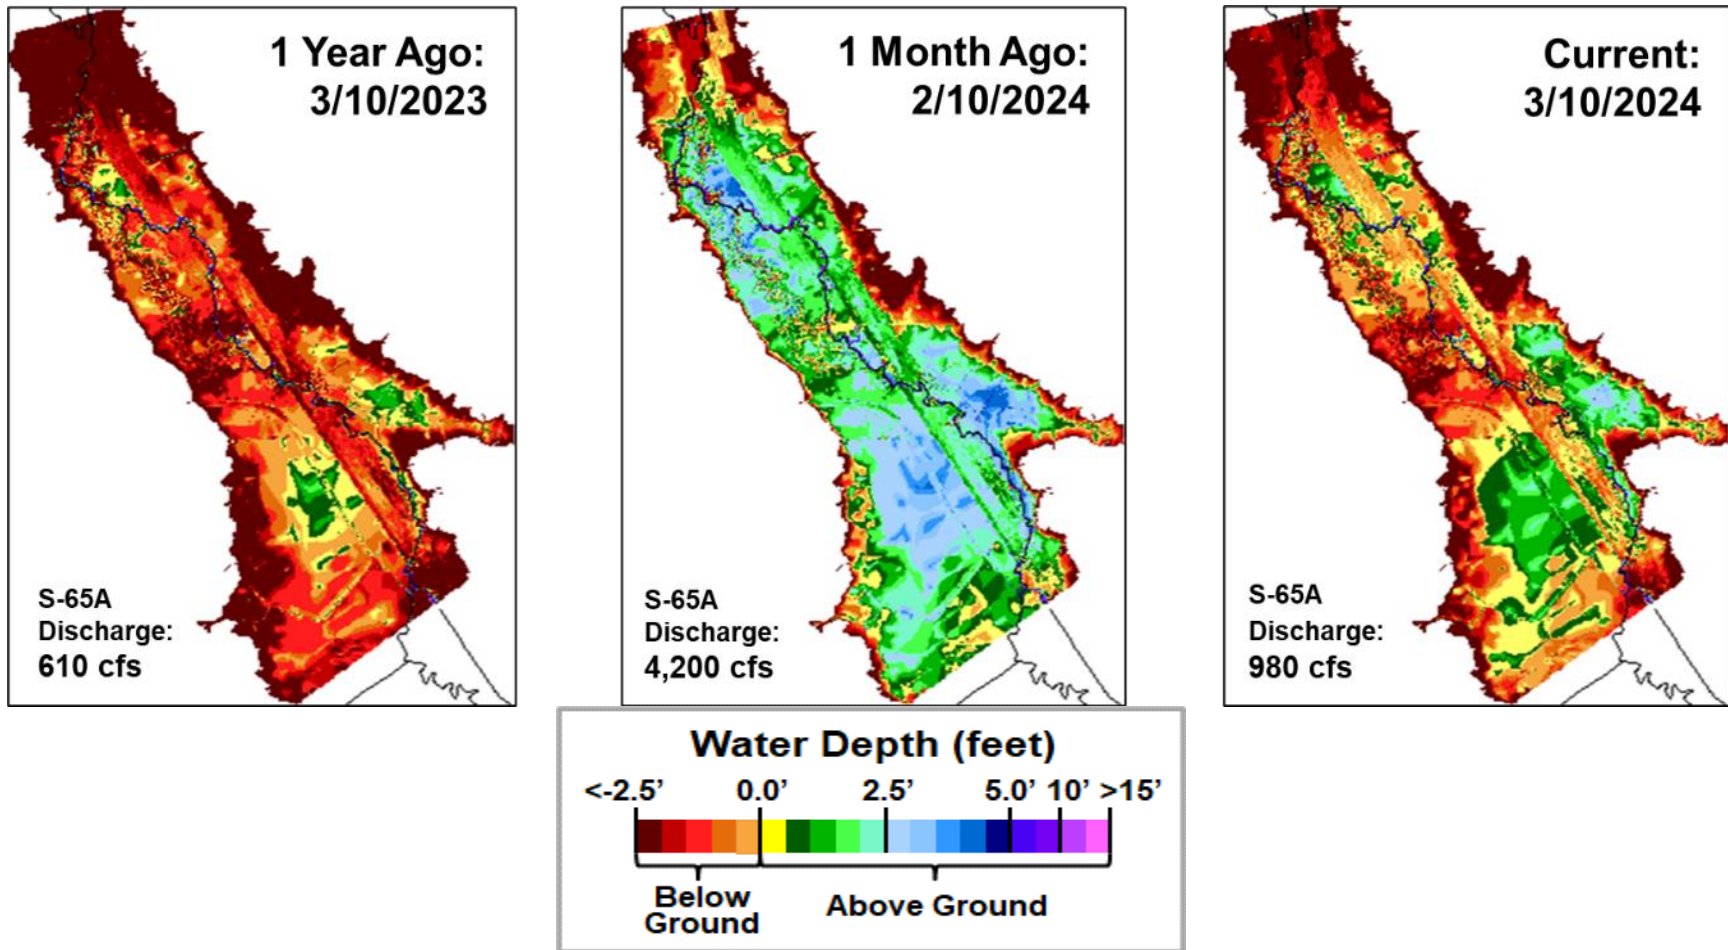 1 Year Ago:
3/10/2023
S-65A
Discharge:
610 cfs
1 Month Ago:
2/10/2024
S-65A
Discharge:
4,200 cfs
Current:
3/10/2024
S-65A
Discharge:
980 cfs
Water Depth (feet)
<-2.5’ 0.0’ 2.5’ 5.0’ 10’ >15’
Below
Ground
Above Ground